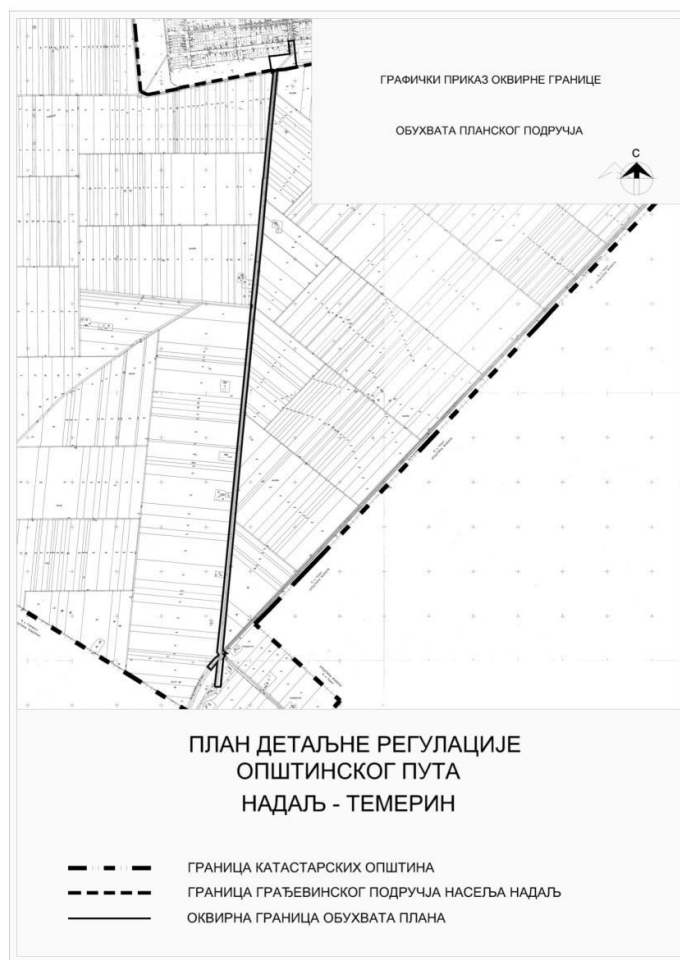 ГРАФИЧКИ ПРИКАЗ ОКВИРНЕ ГРАНИЦЕ
ОБУХВАТА ПЛАНСКОГ ПОДРУЧЈА
С
ПЛАН ДЕТАЉНЕ РЕГУЛАЦИЈЕ
ОПШТИНСКОГ ПУТА
НАДАЉ - ТЕМЕРИН
ГРАНИЦА КАТАСТАРСКИХ ОПШТИНА
ГРАНИЦА ГРАЂЕВИНСКОГ ПОДРУЧЈА НАСЕЉА НАДАЉ
ОКВИРНА ГРАНИЦА ОБУХВАТА ПЛАНА